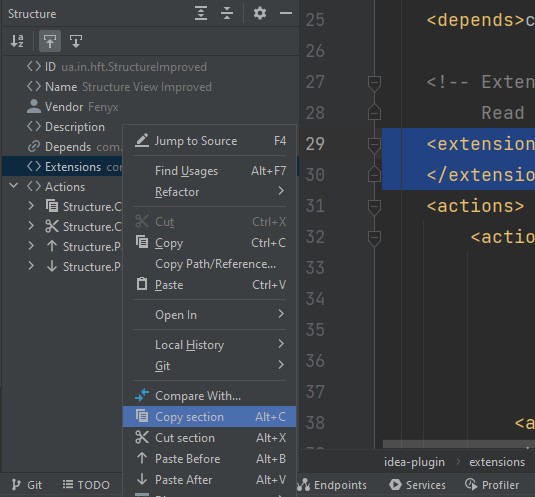 Structure
ID ua.in.hft.StructureImproved
Name Structure View Improved
Vendor Fenyx
Description
Depends com.
Extensions co
Actions
Structure.C
Structure.C
Structure.P
Structure.P
Jump to Source F4
Find Usages Alt+F7
Refactor
Cut Ctrl+X
Copy Ctrl+C
Copy Path/Reference...
Paste Ctrl+V
Open In
Local History
Git
Compare With...
Copy section Alt+C
Cut section Alt+X
Paste Before Alt+B
Paste After Alt+V
25 <depends>c
26
27 <!-- Exten
28 Read
29 <extension
30 </extensio
31 <actions>
32 <actio
33
34
35
36
37
38 <a
idea-plugin › extensions
Git
TODO
Endpoints
Services
Profiler